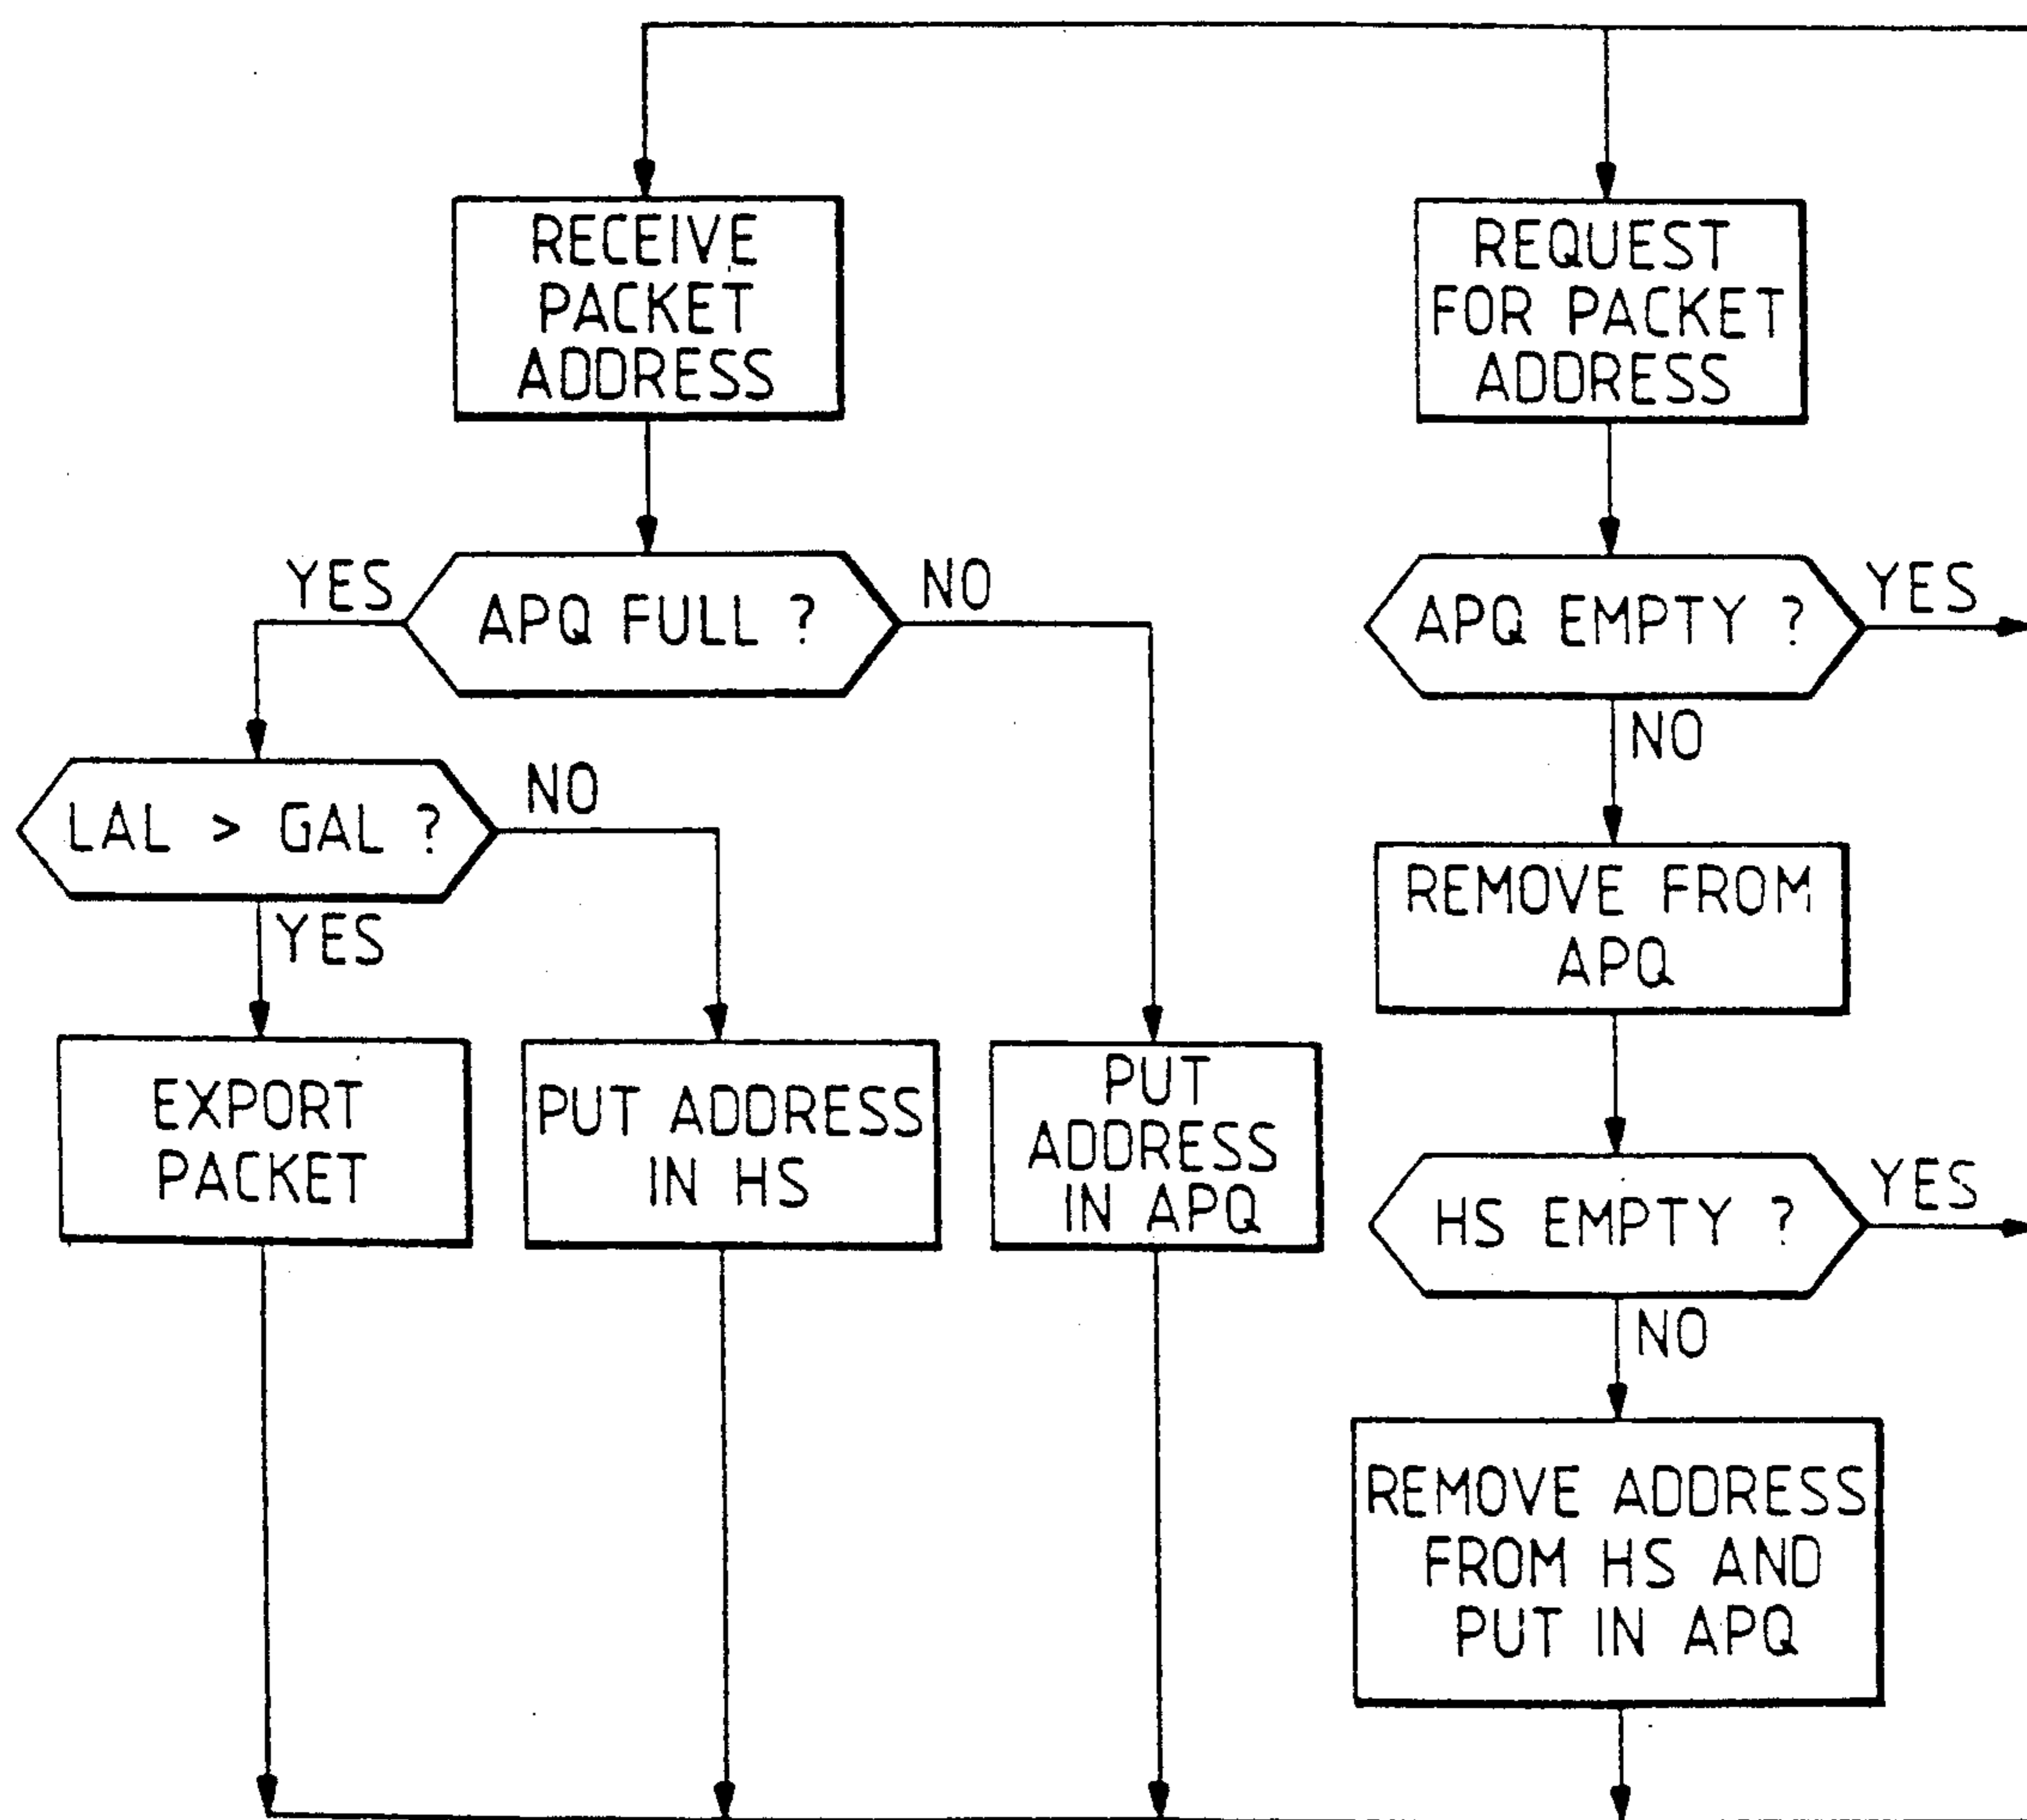 RECEIVE
PACKET
ADDRESS
REQUEST
FOR PACKET
ADDRESS
YES
APQ FULL ?
NO
APQ EMPTY ?
YES
NO
LAL > GAL ?
NO
YES
REMOVE FROM
APQ
EXPORT
PACKET
PUT ADDRESS
IN HS
PUT
ADDRESS
IN APQ
HS EMPTY ?
YES
NO
REMOVE ADDRESS
FROM HS AND
PUT IN APQ